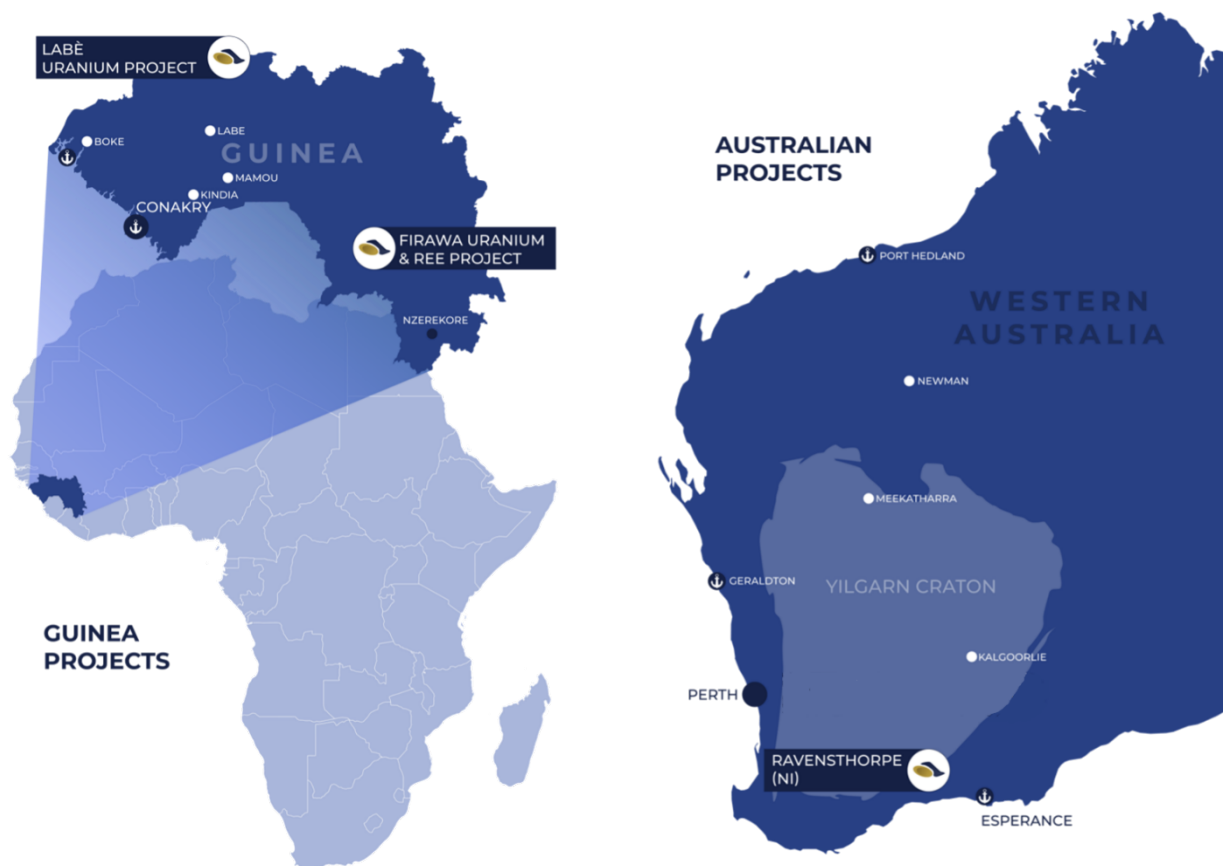 LABÈ
URANIUM PROJECT
BOKE
LABE
GUINEA
MAMOU
KINDIA
CONAKRY
FIRAWA URANIUM
& REE PROJECT
NZEREKORE
GUINEA
PROJECTS
AUSTRALIAN
PROJECTS
PORT HEDLAND
WESTERN
AUSTRALIA
NEWMAN
MEEKATHARRA
GERALDTON
YILGARN CRATON
KALGOORLIE
PERTH
RAVENSTHORPE
(NI)
ESPERANCE